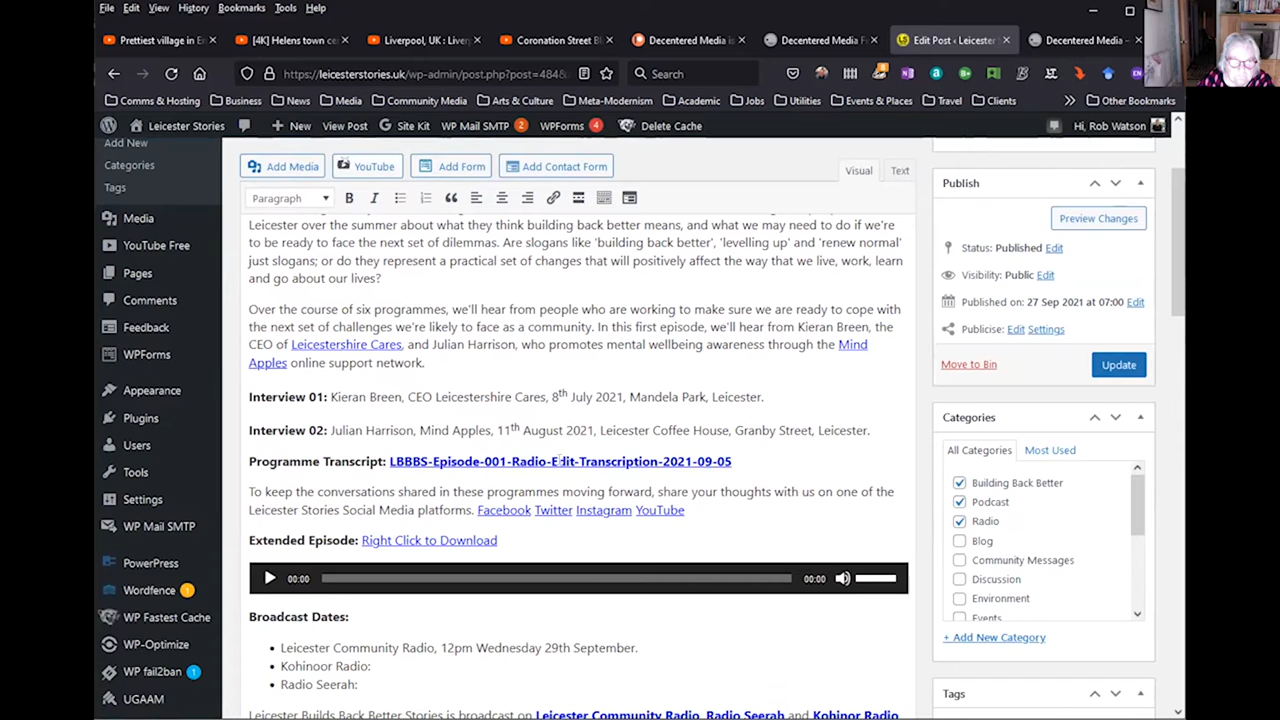 File Edit View History Bookmarks Tools Help
Prettiest village in En
[4K] Helens town ce
Liverpool, UK : Liver
Coronation Street Bl
Decentered Media is
Decentered Media F
Edit Post ‹ Leicester
Decentered Media –
https://leicesterstories.uk/wp-admin/post.php?post=484&
Search
Comms & Hosting Business News Media Community Media Arts & Culture Meta-Modernism Academic Jobs Utilities Events & Places Travel Clients Other Bookmarks
Leicester Stories New View Post Site Kit WP Mail SMTP 2 WPForms 4 Delete Cache Hi, Rob Watson
Add New
Categories
Tags
Media
YouTube Free
Pages
Comments
Feedback
WPForms
Appearance
Plugins
Users
Tools
Settings
WP Mail SMTP
PowerPress
Wordfence 1
WP Fastest Cache
WP-Optimize
WP fail2ban 1
UGAAM
Add Media YouTube Add Form Add Contact Form
Visual Text
Paragraph B I
Leicester over the summer about what they think building back better means, and what we may need to do if we're
to be ready to face the next set of dilemmas. Are slogans like 'building back better', 'levelling up' and 'renew normal'
just slogans; or do they represent a practical set of changes that will positively affect the way that we live, work, learn
and go about our lives?
Over the course of six programmes, we'll hear from people who are working to make sure we are ready to cope with
the next set of challenges we're likely to face as a community. In this first episode, we'll hear from Kieran Breen, the
CEO of Leicestershire Cares, and Julian Harrison, who promotes mental wellbeing awareness through the Mind
Apples online support network.
Interview 01: Kieran Breen, CEO Leicestershire Cares, 8th July 2021, Mandela Park, Leicester.
Interview 02: Julian Harrison, Mind Apples, 11th August 2021, Leicester Coffee House, Granby Street, Leicester.
Programme Transcript: LBBBS-Episode-001-Radio-Edit-Transcription-2021-09-05
To keep the conversations shared in these programmes moving forward, share your thoughts with us on one of the
Leicester Stories Social Media platforms. Facebook Twitter Instagram YouTube
Extended Episode: Right Click to Download
00:00 00:00
Broadcast Dates:
Leicester Community Radio, 12pm Wednesday 29th September.
Kohinoor Radio:
Radio Seerah:
Leicester Builds Back Better Stories is broadcast on Leicester Community Radio, Radio Seerah and Kohinor Radio
Publish
Preview Changes
Status: Published Edit
Visibility: Public Edit
Published on: 27 Sep 2021 at 07:00 Edit
Publicise: Edit Settings
Move to Bin Update
Categories
All Categories Most Used
Building Back Better
Podcast
Radio
Blog
Community Messages
Discussion
Environment
Events
+ Add New Category
Tags